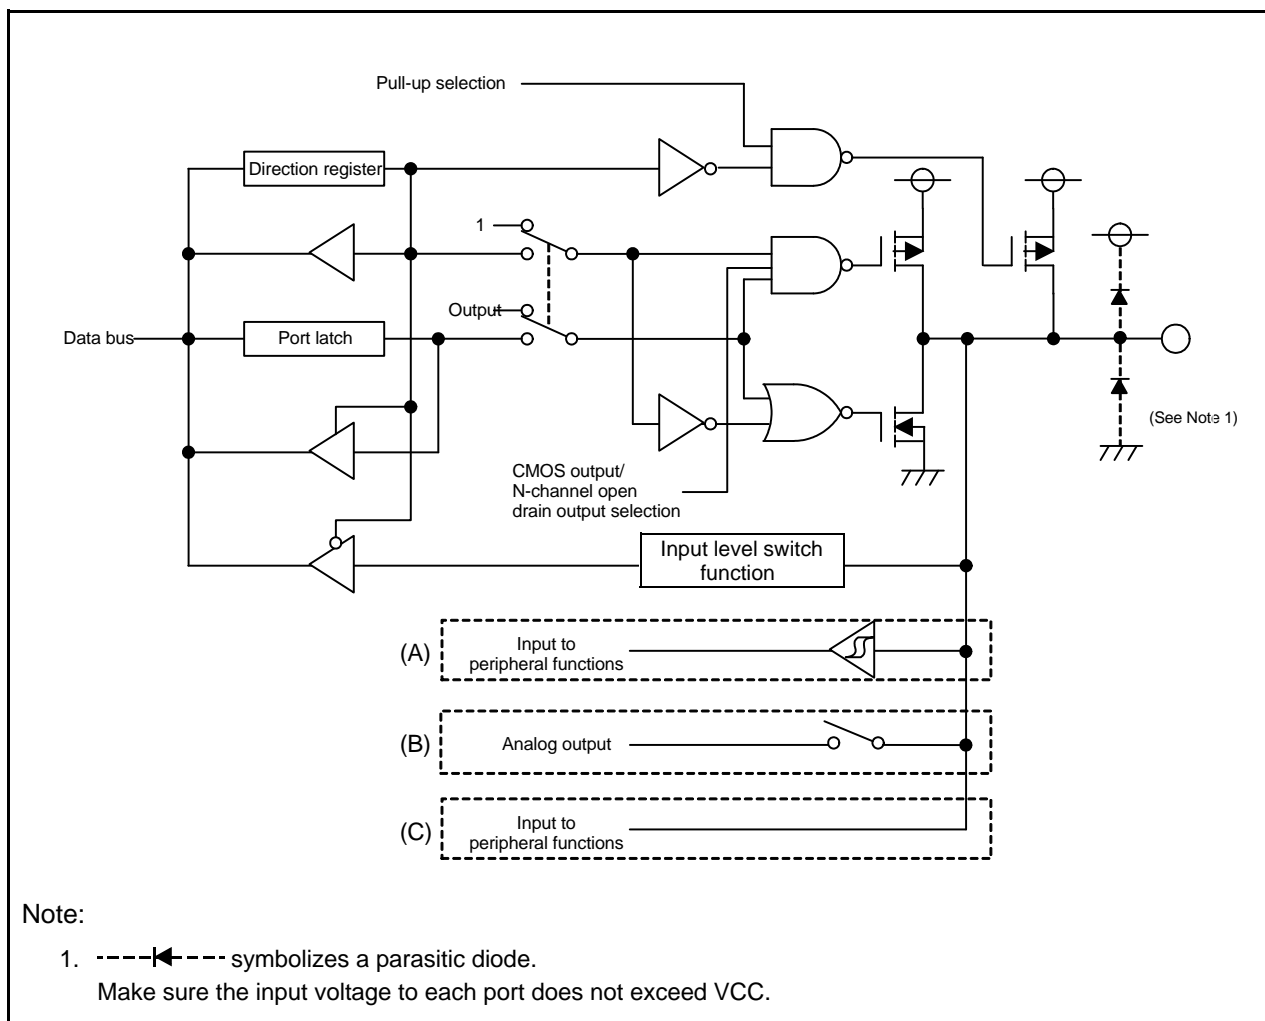 Pull-up selection
Direction register
1
Output
Data bus
Port latch
(See Note 1)
CMOS output/
N-channel open
drain output selection
Input level switch
function
(A)
Input to
peripheral functions
(B)
Analog output
(C)
Input to
peripheral functions
Note:
1. symbolizes a parasitic diode.
Make sure the input voltage to each port does not exceed VCC.